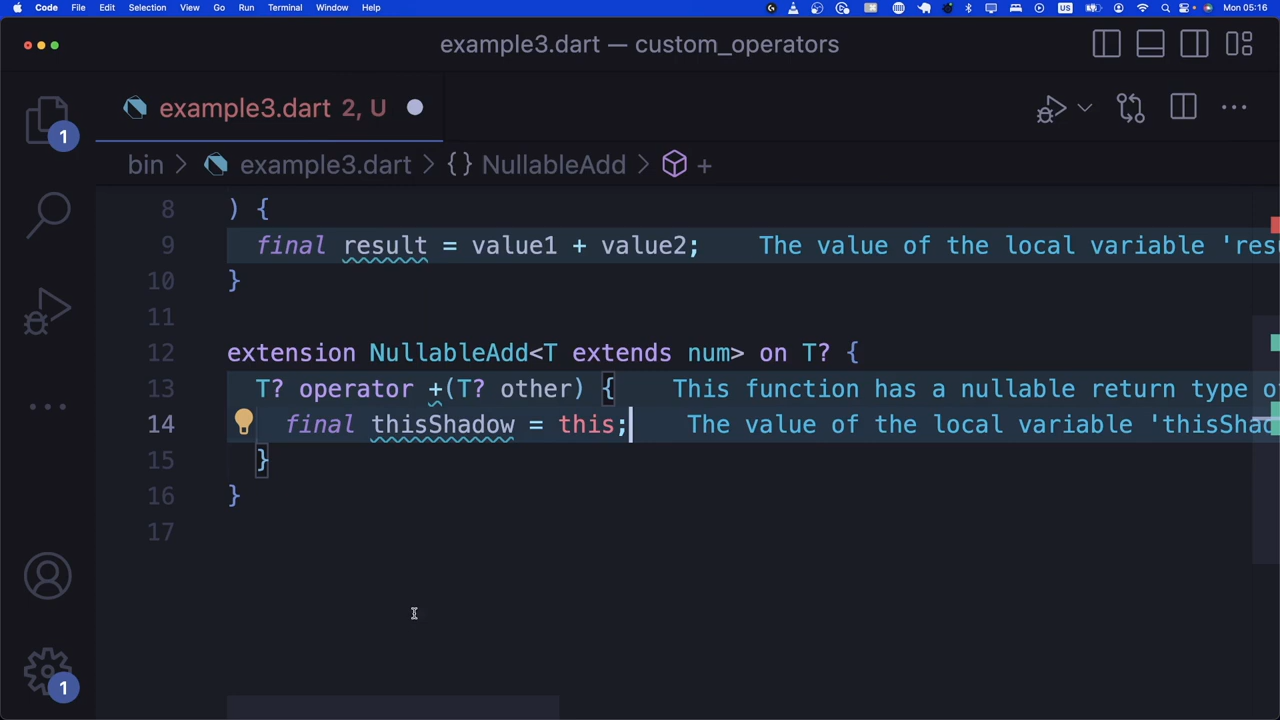 Code File Edit Selection View Go Run Terminal Window Help US Mon 05:16
example3.dart — custom_operators
example3.dart 2, U
bin > example3.dart > {} NullableAdd > +
8 ) {
9 final result = value1 + value2; The value of the local variable 'res
10 }
11
12 extension NullableAdd<T extends num> on T? {
13 T? operator +(T? other) { This function has a nullable return type o
14 final thisShadow = this; The value of the local variable 'thisShad
15 }
16 }
17
1
1